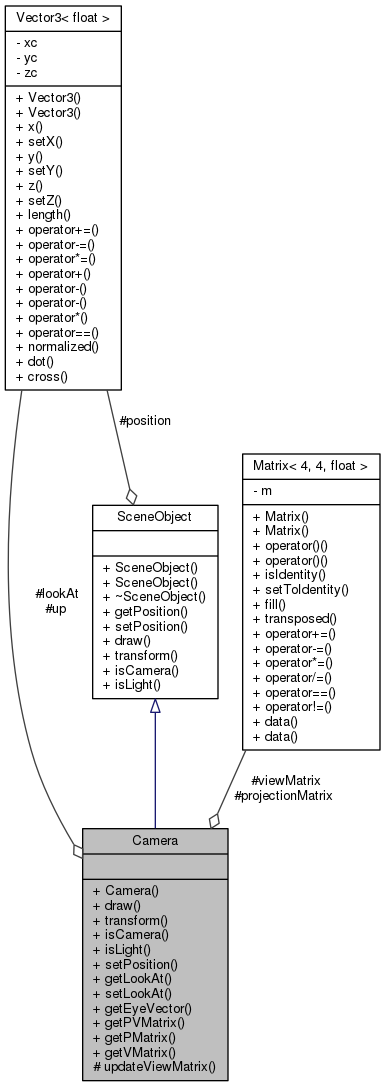 Vector3< float >
- xc
- yc
- zc
+ Vector3()
+ Vector3()
+ x()
+ setX()
+ y()
+ setY()
+ z()
+ setZ()
+ length()
+ operator+=()
+ operator-=()
+ operator*=()
+ operator+()
+ operator-()
+ operator-()
+ operator*()
+ operator==()
+ normalized()
+ dot()
+ cross()
#position
SceneObject
+ SceneObject()
+ SceneObject()
+ ~SceneObject()
+ getPosition()
+ setPosition()
+ draw()
+ transform()
+ isCamera()
+ isLight()
Matrix< 4, 4, float >
- m
+ Matrix()
+ Matrix()
+ operator()()
+ operator()()
+ isIdentity()
+ setToIdentity()
+ fill()
+ transposed()
+ operator+=()
+ operator-=()
+ operator*=()
+ operator/=()
+ operator==()
+ operator!=()
+ data()
+ data()
#lookAt
#up
#viewMatrix
#projectionMatrix
Camera
+ Camera()
+ draw()
+ transform()
+ isCamera()
+ isLight()
+ setPosition()
+ getLookAt()
+ setLookAt()
+ getEyeVector()
+ getPVMatrix()
+ getPMatrix()
+ getVMatrix()
# updateViewMatrix()